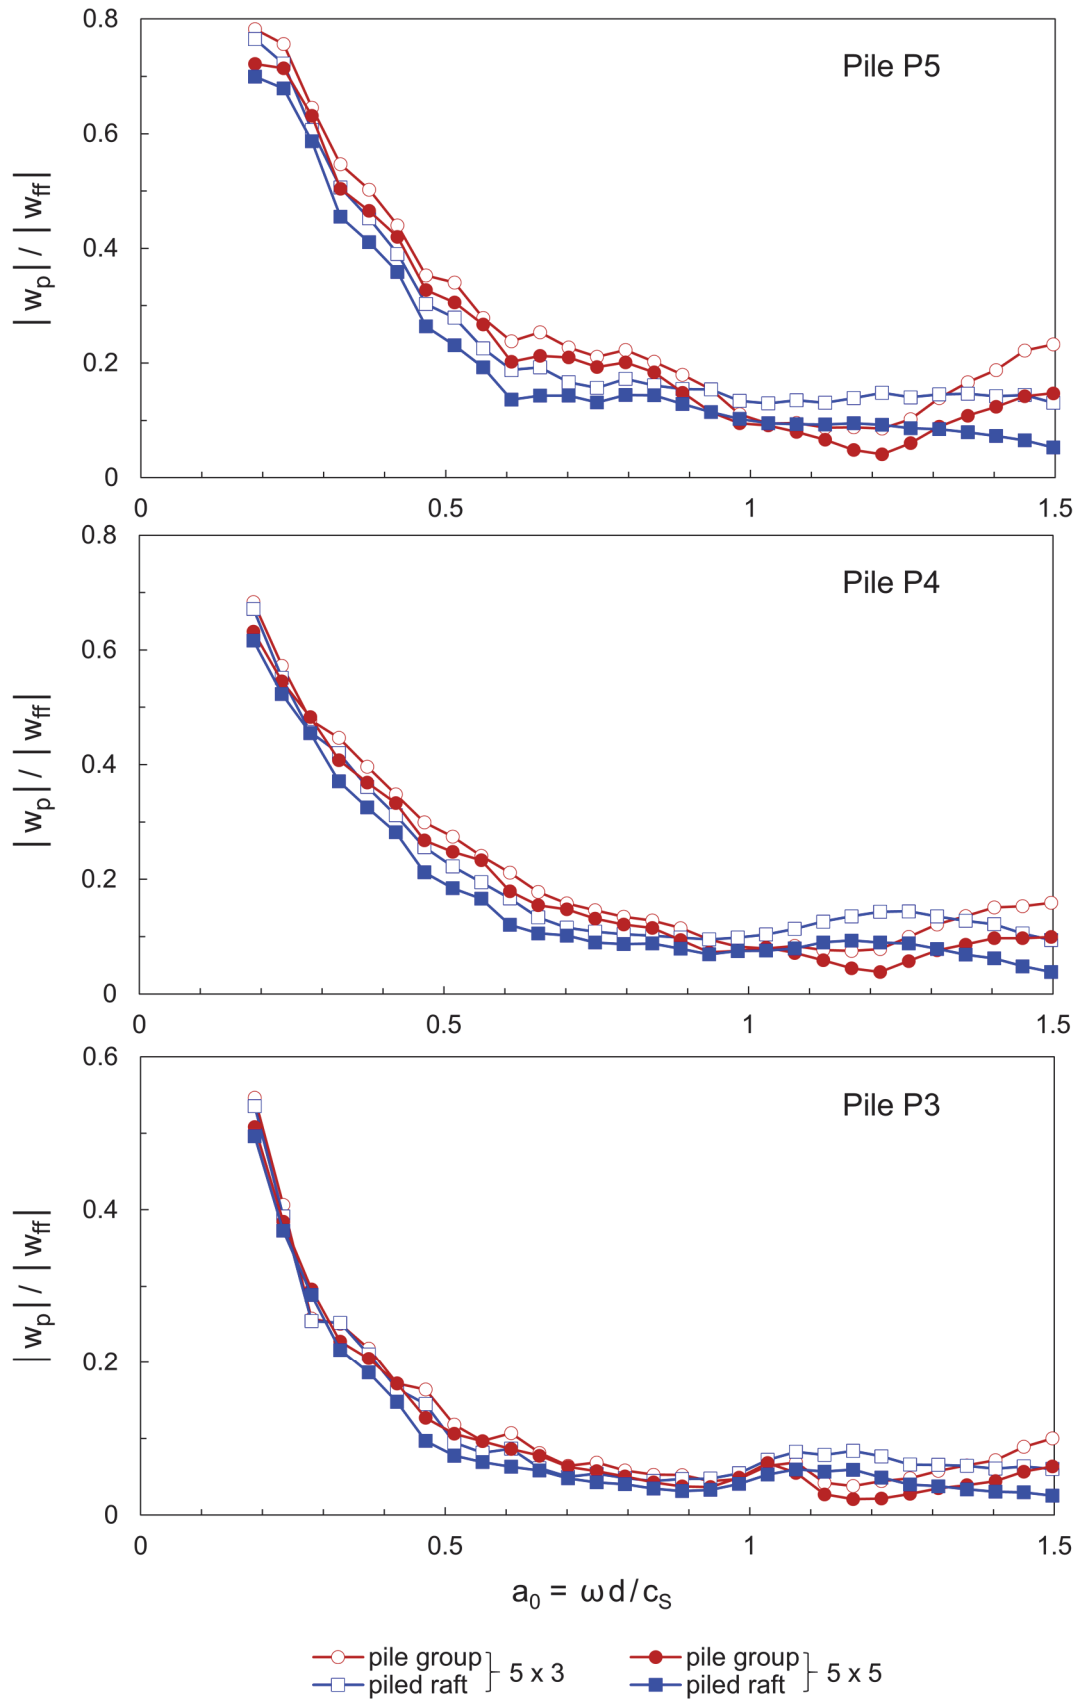 0.8
Pile P5
0.6
|wp| / |wff|
0.4
0.2
0
0 0.5 1 1.5
0.8
Pile P4
0.6
|wp| / |wff|
0.4
0.2
0
0 0.5 1 1.5
0.6
Pile P3
0.4
|wp| / |wff|
0.2
0
0 0.5 1 1.5
a0 = ωd/cS
pile group
piled raft
5 x 3
pile group
piled raft
5 x 5